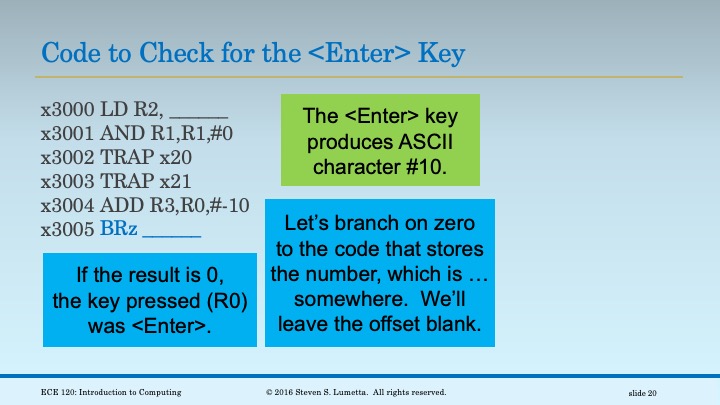 Code to Check for the <Enter> Key
x3000 LD R2, ______
x3001 AND R1,R1,#0
x3002 TRAP x20
x3003 TRAP x21
x3004 ADD R3,R0,#-10
x3005 BRz ______
The <Enter> key
produces ASCII
character #10.
Let’s branch on zero
to the code that stores
the number, which is …
somewhere.  We’ll
leave the offset blank.
If the result is 0,
the key pressed (R0)
was <Enter>.
ECE 120: Introduction to Computing
© 2016 Steven S. Lumetta.  All rights reserved.
slide 20